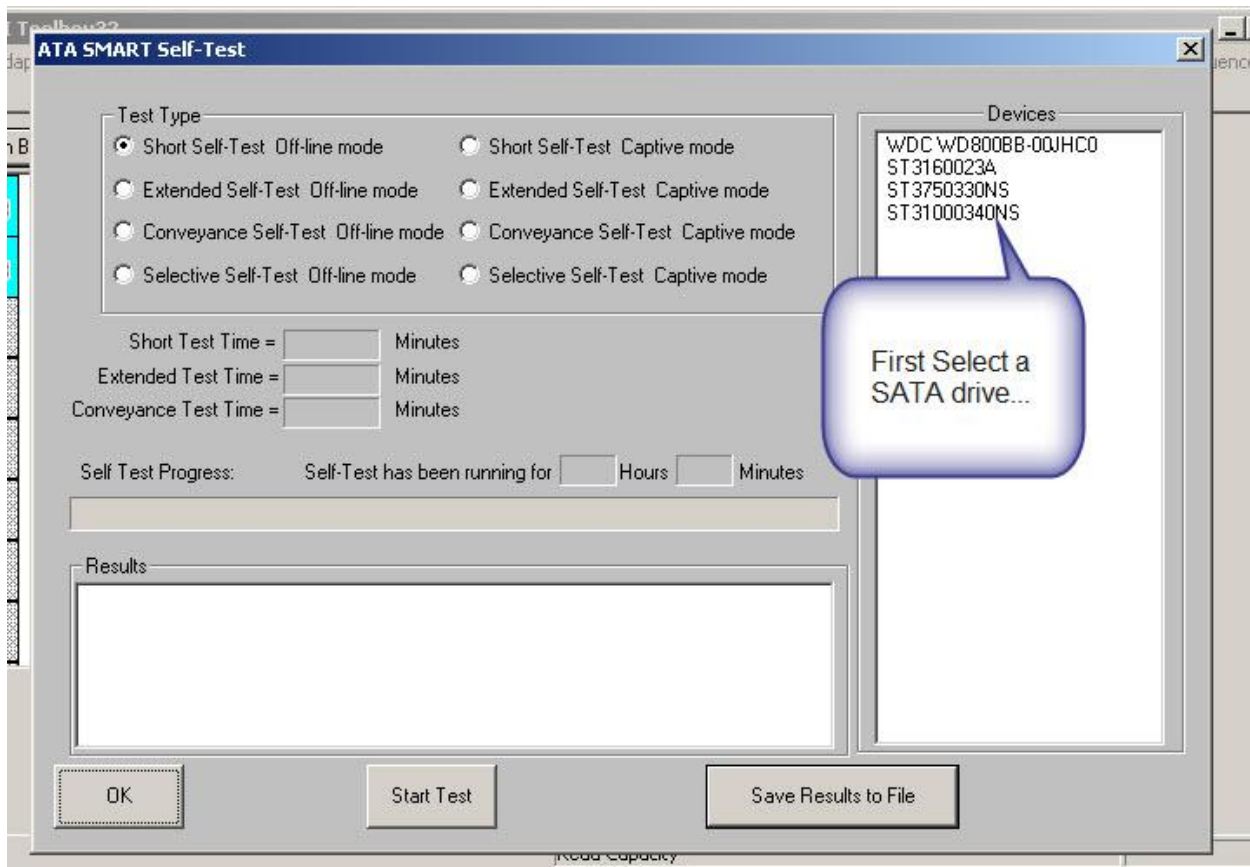 I Toolbox32
ATA SMART Self-Test
Test Type
Short Self-Test Off-line mode
Short Self-Test Captive mode
Extended Self-Test Off-line mode
Extended Self-Test Captive mode
Conveyance Self-Test Off-line mode
Conveyance Self-Test Captive mode
Selective Self-Test Off-line mode
Selective Self-Test Captive mode
Short Test Time = Minutes
Extended Test Time = Minutes
Conveyance Test Time = Minutes
Self Test Progress: Self-Test has been running for Hours Minutes
Results
Devices
WDC WD800BB-00JHC0
ST3160023A
ST3750330NS
ST31000340NS
First Select a
SATA drive...
OK
Start Test
Save Results to File
Read Capacity